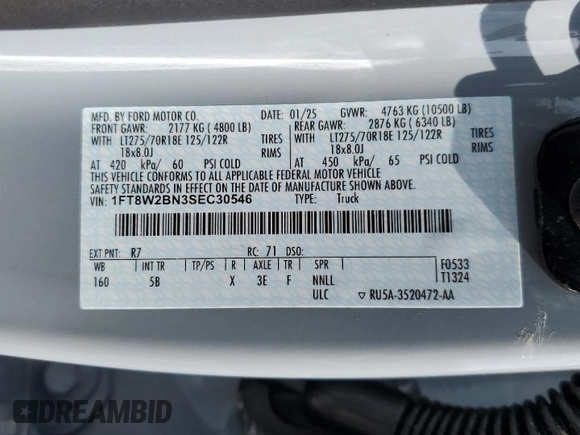 MFD. BY FORD MOTOR CO. DATE: 01/25 GVWR: 4763 KG (10500 LB)
FRONT GAWR: 2177 KG ( 4800 LB) REAR GAWR: 2876 KG ( 6340 LB)
WITH LT275/70R18E 125/122R TIRES WITH LT275/70R18E 125/122R TIRES
18x8.0J RIMS 18x8.0J RIMS
AT 420 kPa/ 60 PSI COLD AT 450 kPa/ 65 PSI COLD
THIS VEHICLE CONFORMS TO ALL APPLICABLE FEDERAL MOTOR VEHICLE
SAFETY STANDARDS IN EFFECT ON THE DATE OF MANUFACTURE SHOWN ABOVE.
VIN: 1FT8W2BN3SEC30546 TYPE: Truck
EXT PNT: R7 RC: 71 DSO: F0533
WB INT TR TP/PS R AXLE TR SPR T1324
160 5B X 3E F NNLL
ULC ▽ RU5A-3520472-AA
DREAMBID